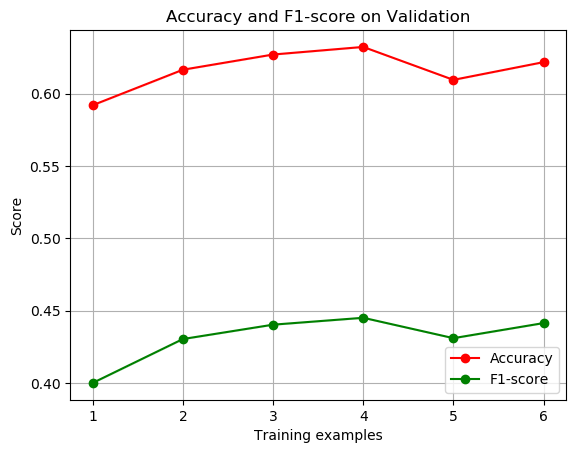 Accuracy and F1-score on Validation
Score
0.60
0.55
0.50
0.45
0.40
Accuracy
F1-score
1 2 3 4 5 6
Training examples